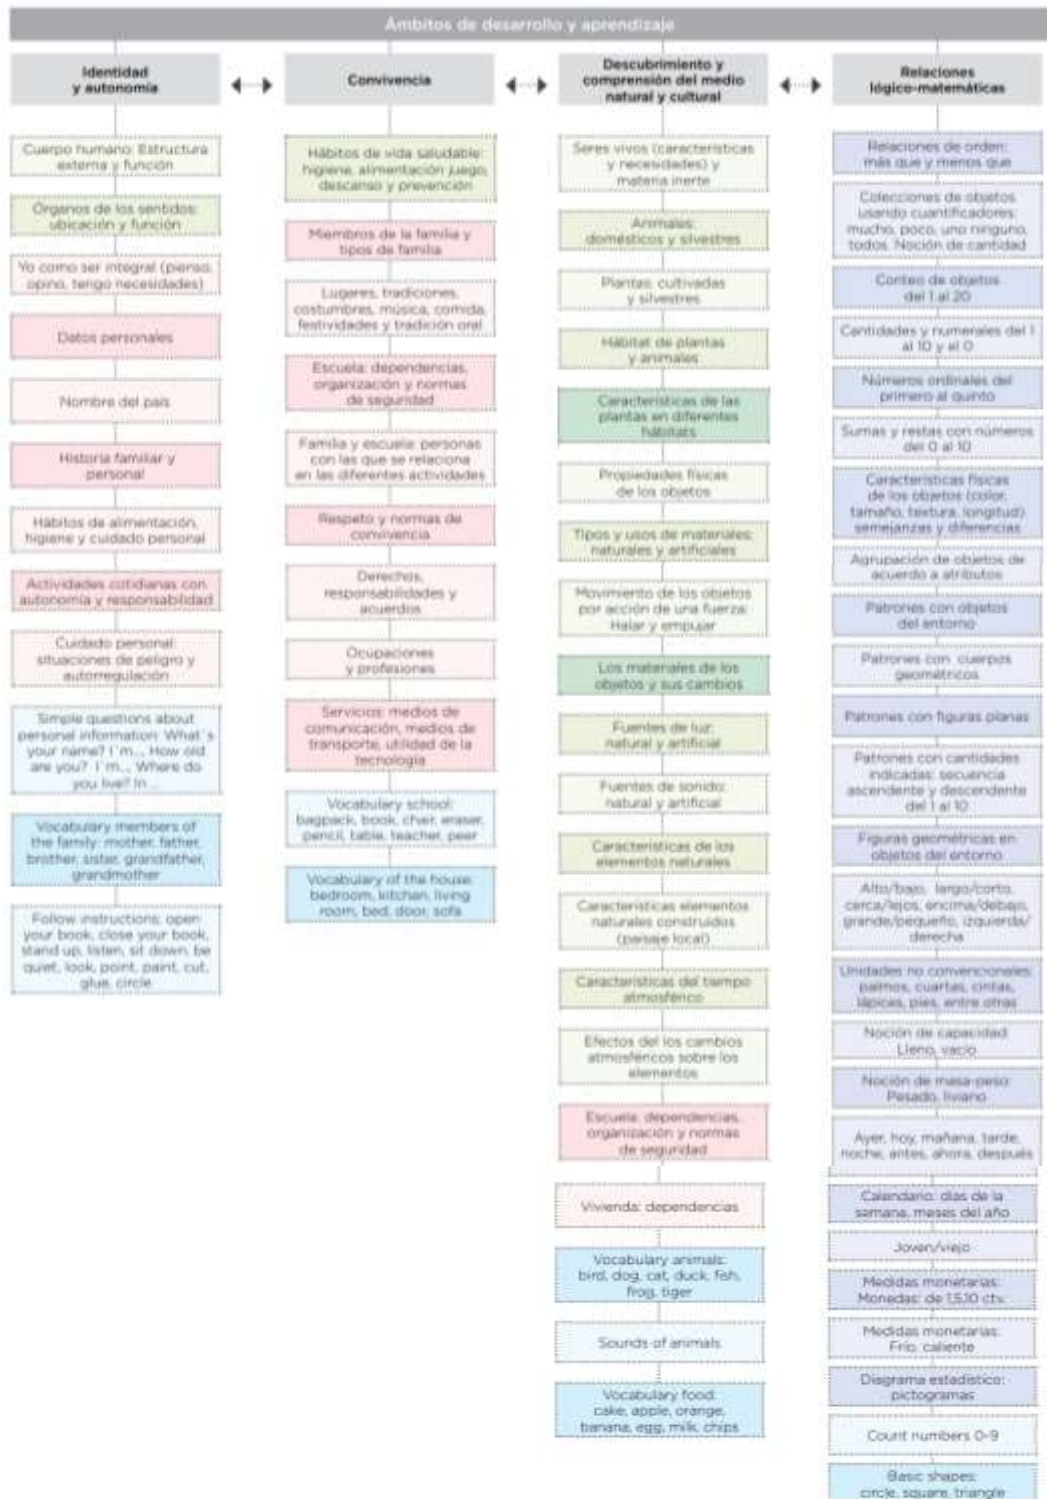 Ámbitos de desarrollo y aprendizaje
Identidad
y autonomía
Cuerpo humano: Estructura
externa y función
Órganos de los sentidos:
ubicación y función
Yo como ser integral (pienso,
opino, tengo necesidades)
Datos personales
Nombre del país
Historia familiar y
personal
Hábitos de alimentación,
higiene y cuidado personal
Actividades cotidianas con
autonomía y responsabilidad
Cuidado personal:
situaciones de peligro y
autorregulación
Simple questions about
personal information: What´s
your name? I´m... How old
are you? I´m... Where do
you live? In ...
Vocabulary members of
the family: mother, father,
brother, sister, grandfather,
grandmother
Follow instructions: open
your book, close your book,
stand up, listen, sit down, be
quiet, look, point, paint, cut,
glue, circle
Convivencia
Hábitos de vida saludable:
higiene, alimentación juego,
descanso y prevención
Miembros de la familia y
tipos de familia
Lugares, tradiciones,
costumbres, música, comida,
festividades y tradición oral
Escuela: dependencias,
organización y normas
de seguridad
Familia y escuela: personas
con las que se relaciona
en las diferentes actividades
Respeto y normas de
convivencia
Derechos,
responsabilidades y
acuerdos
Ocupaciones
y profesiones
Servicios: medios de
comunicación, medios de
transporte, utilidad de la
tecnología
Vocabulary school:
bagpack, book, chair, eraser,
pencil, table, teacher, peer
Vocabulary of the house:
bedroom, kitchen, living
room, bed, door, sofa
Descubrimiento y
comprensión del medio
natural y cultural
Seres vivos (características
y necesidades) y
materia inerte
Animales:
domésticos y silvestres
Plantas: cultivadas
y silvestres
Hábitat de plantas
y animales
Características de las
plantas en diferentes
hábitats
Propiedades físicas
de los objetos
Tipos y usos de materiales:
naturales y artificiales
Movimiento de los objetos
por acción de una fuerza:
Halar y empujar
Los materiales de los
objetos y sus cambios
Fuentes de luz:
natural y artificial
Fuentes de sonido:
natural y artificial
Características de los
elementos naturales
Características elementos
naturales construidos
(paisaje local)
Características del tiempo
atmosférico
Efectos del los cambios
atmosféricos sobre los
elementos
Escuela: dependencias,
organización y normas
de seguridad
Vivienda: dependencias
Vocabulary animals:
bird, dog, cat, duck, fish,
frog, tiger
Sounds of animals
Vocabulary food:
cake, apple, orange,
banana, egg, milk, chips
Relaciones
lógico-matemáticas
Relaciones de orden:
más que y menos que
Colecciones de objetos
usando cuantificadores:
mucho, poco, uno ninguno,
todos. Noción de cantidad
Conteo de objetos
del 1 al 20
Cantidades y numerales del 1
al 10 y el 0
Números ordinales del
primero al quinto
Sumas y restas con números
del 0 al 10
Características físicas
de los objetos (color,
tamaño, textura, longitud)
semejanzas y diferencias
Agrupación de objetos de
acuerdo a atributos
Patrones con objetos
del entorno
Patrones con cuerpos
geométricos
Patrones con figuras planas
Patrones con cantidades
indicadas: secuencia
ascendente y descendente
del 1 al 10
Figuras geométricas en
objetos del entorno
Alto/bajo, largo/corto,
cerca/lejos, encima/debajo,
grande/pequeño, izquierda/
derecha
Unidades no convencionales:
palmos, cuartas, cintas,
lápices, pies, entre otras
Noción de capacidad:
Lleno, vacío
Noción de masa-peso:
Pesado, liviano
Ayer, hoy, mañana, tarde,
noche, antes, ahora, después
Calendario: días de la
semana, meses del año
Joven/viejo
Medidas monetarias:
Monedas: de 1,5,10 ctv.
Medidas monetarias:
Frío, caliente
Diagrama estadístico:
pictogramas
Count numbers 0-9
Basic shapes:
circle, square, triangle